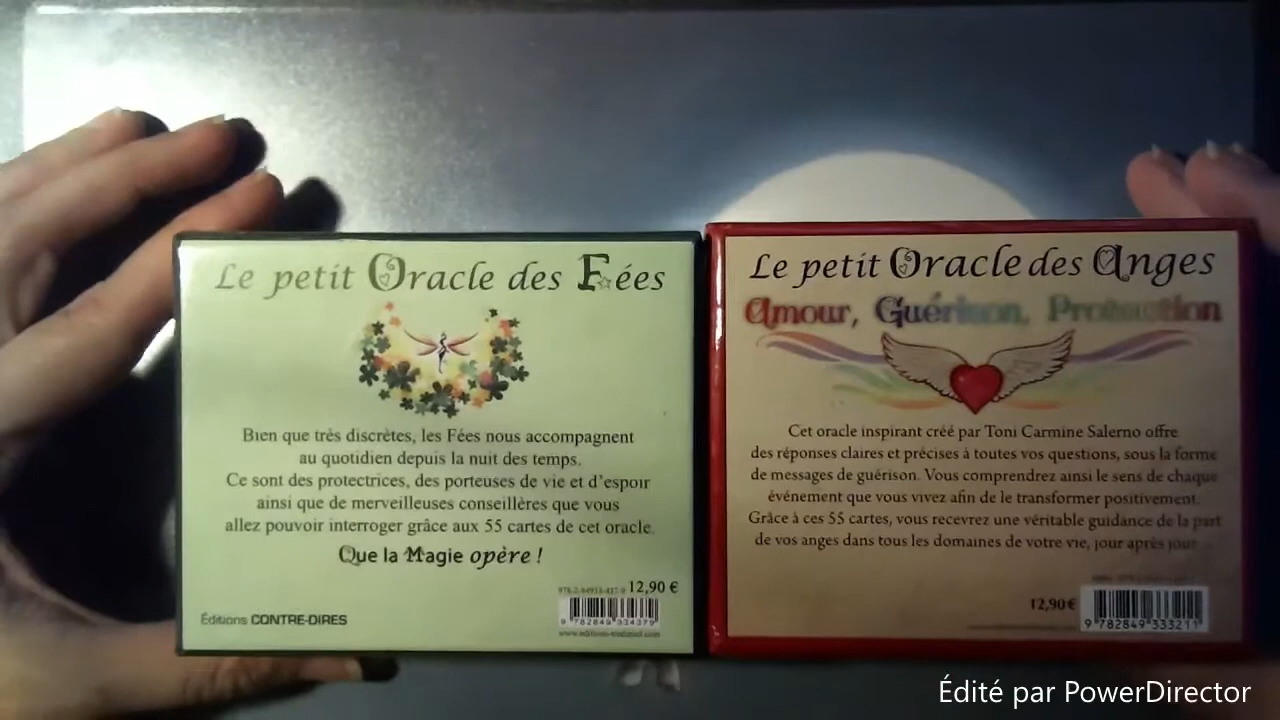 Le petit Oracle des Fées
Bien que très discrètes, les Fées nous accompagnent
au quotidien depuis la nuit des temps.
Ce sont des protectrices, des porteuses de vie et d'espoir
ainsi que de merveilleuses conseillères que vous
allez pouvoir interroger grâce aux 55 cartes de cet oracle.
Que la Magie opère !
12,90 €
9 782849 334379
Éditions CONTRE-DIRES
Le petit Oracle des Anges
Amour, Guérison, Protection
Cet oracle inspirant créé par Toni Carmine Salerno offre
des réponses claires et précises à toutes vos questions, sous la forme
de messages de guérison. Vous comprendrez ainsi le sens de chaque
événement que vous vivez afin de le transformer positivement.
Grâce à ces 55 cartes, vous recevrez une véritable guidance de la part
de vos anges dans tous les domaines de votre vie, jour après jour
12,90 €
9 782849 333211
Édité par PowerDirector